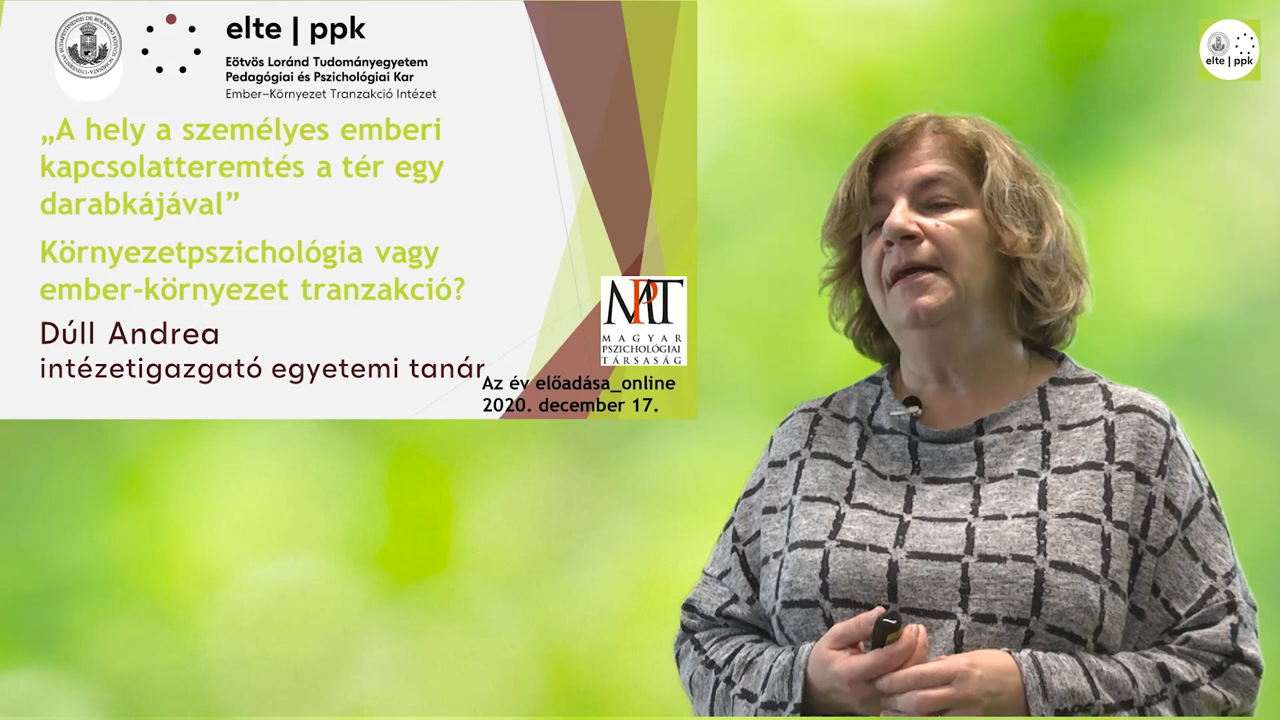 elte | ppk
Eötvös Loránd Tudományegyetem
Pedagógiai és Pszichológiai Kar
Ember–Környezet Tranzakció Intézet
„A hely a személyes emberi
kapcsolatteremtés a tér egy
darabkájával”
Környezetpszichológia vagy
ember-környezet tranzakció?
Dúll Andrea
intézetigazgató egyetemi tanár
MPT
MAGYAR
PSZICHOLÓGIAI
TÁRSASÁG
Az év előadása_online
2020. december 17.
elte | ppk